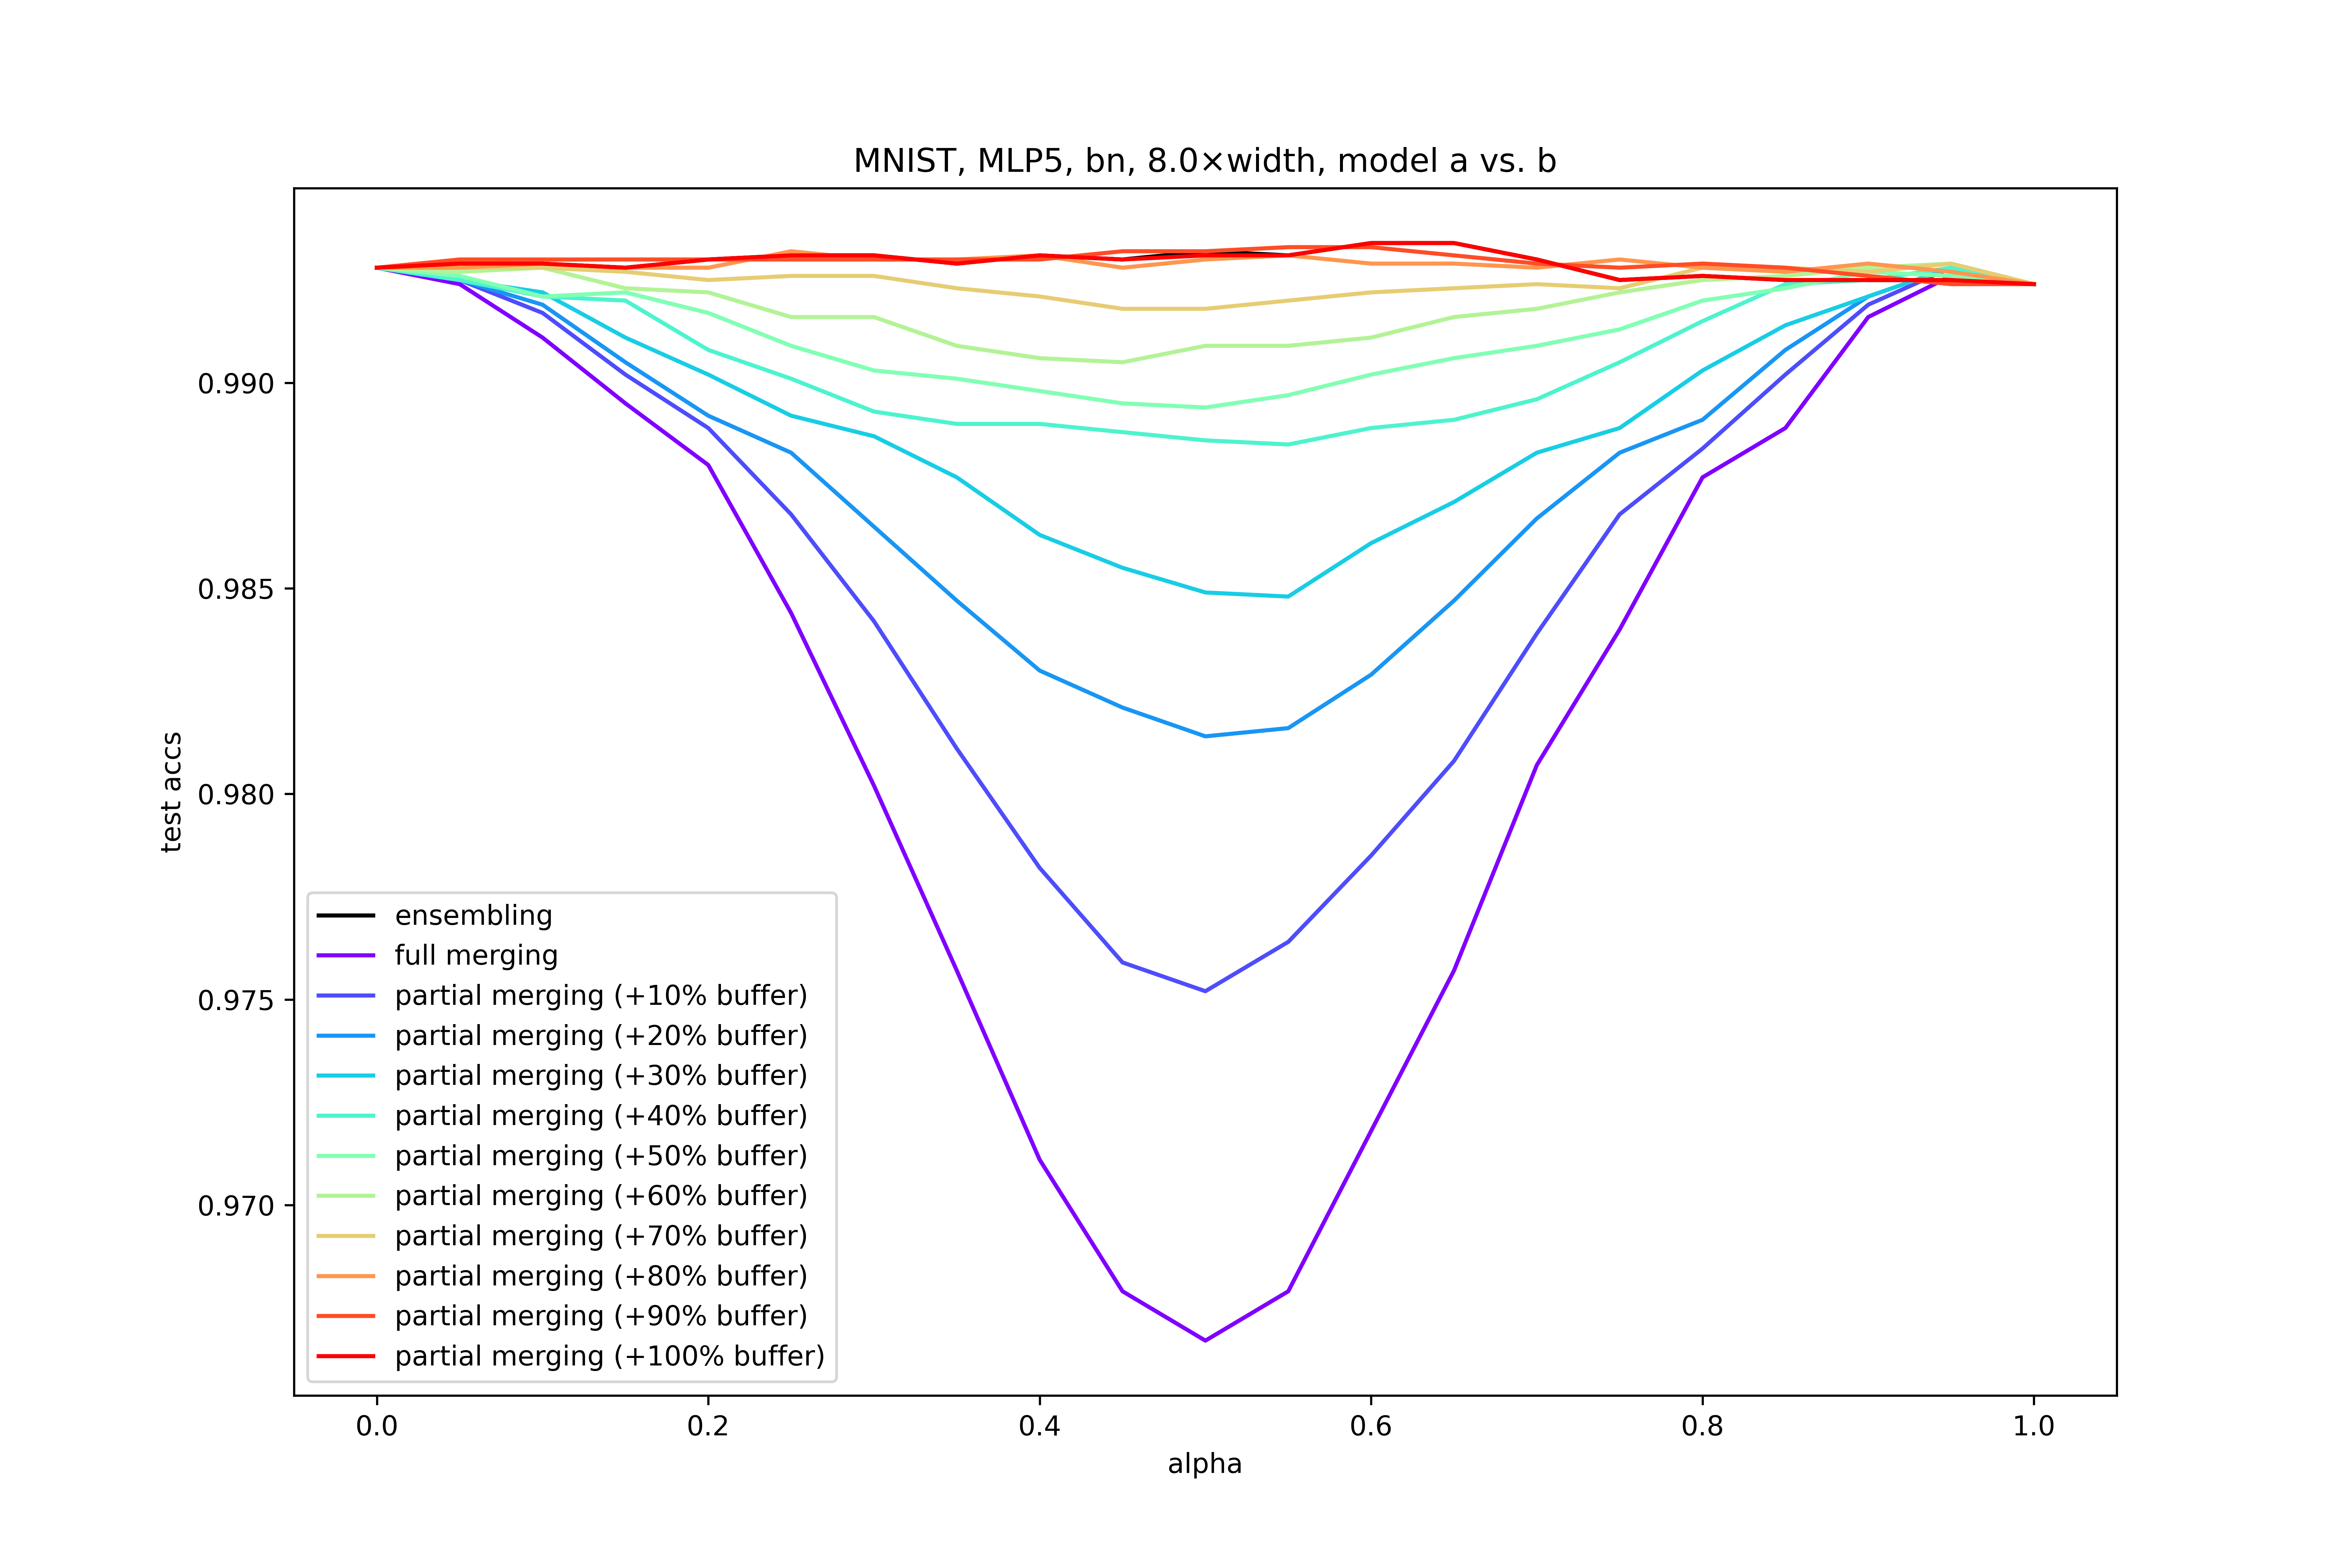 MNIST, MLP5, bn, 8.0×width, model a vs. b
0.990
0.985
0.980
0.975
0.970
test accs
ensembling
full merging
partial merging (+10% buffer)
partial merging (+20% buffer)
partial merging (+30% buffer)
partial merging (+40% buffer)
partial merging (+50% buffer)
partial merging (+60% buffer)
partial merging (+70% buffer)
partial merging (+80% buffer)
partial merging (+90% buffer)
partial merging (+100% buffer)
0.0 0.2 0.4 0.6 0.8 1.0
alpha